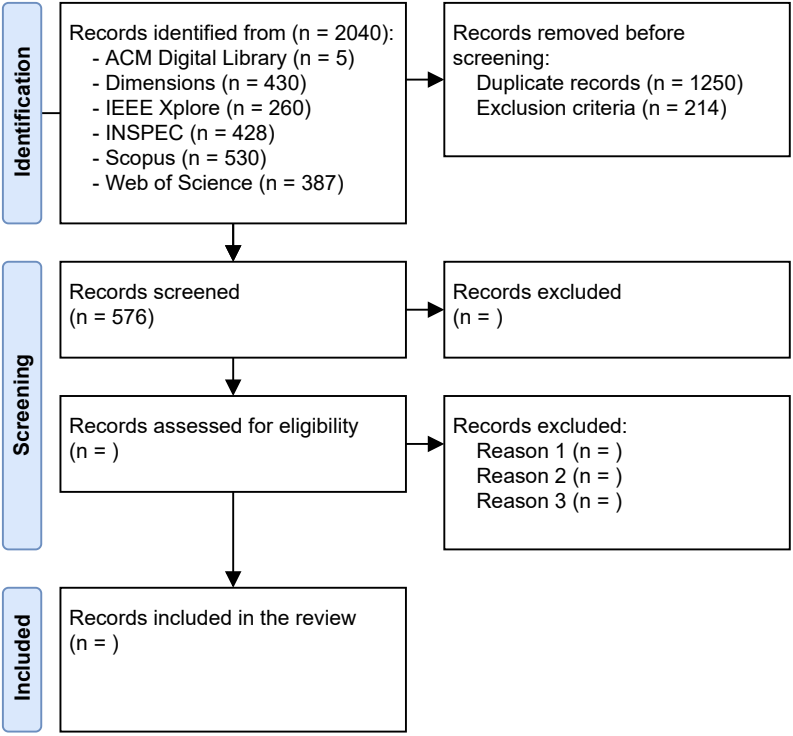 Identification
Records identified from (n = 2040):
- ACM Digital Library (n = 5)
- Dimensions (n = 430)
- IEEE Xplore (n = 260)
- INSPEC (n = 428)
- Scopus (n = 530)
- Web of Science (n = 387)
Records removed before
screening:
Duplicate records (n = 1250)
Exclusion criteria (n = 214)
Screening
Records screened
(n = 576)
Records excluded
(n = )
Records assessed for eligibility
(n = )
Records excluded:
Reason 1 (n = )
Reason 2 (n = )
Reason 3 (n = )
Included
Records included in the review
(n = )